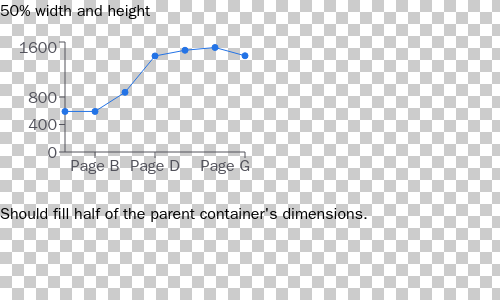 50% width and height
1600
800
400
0
Page B Page D Page G
Should fill half of the parent container's dimensions.